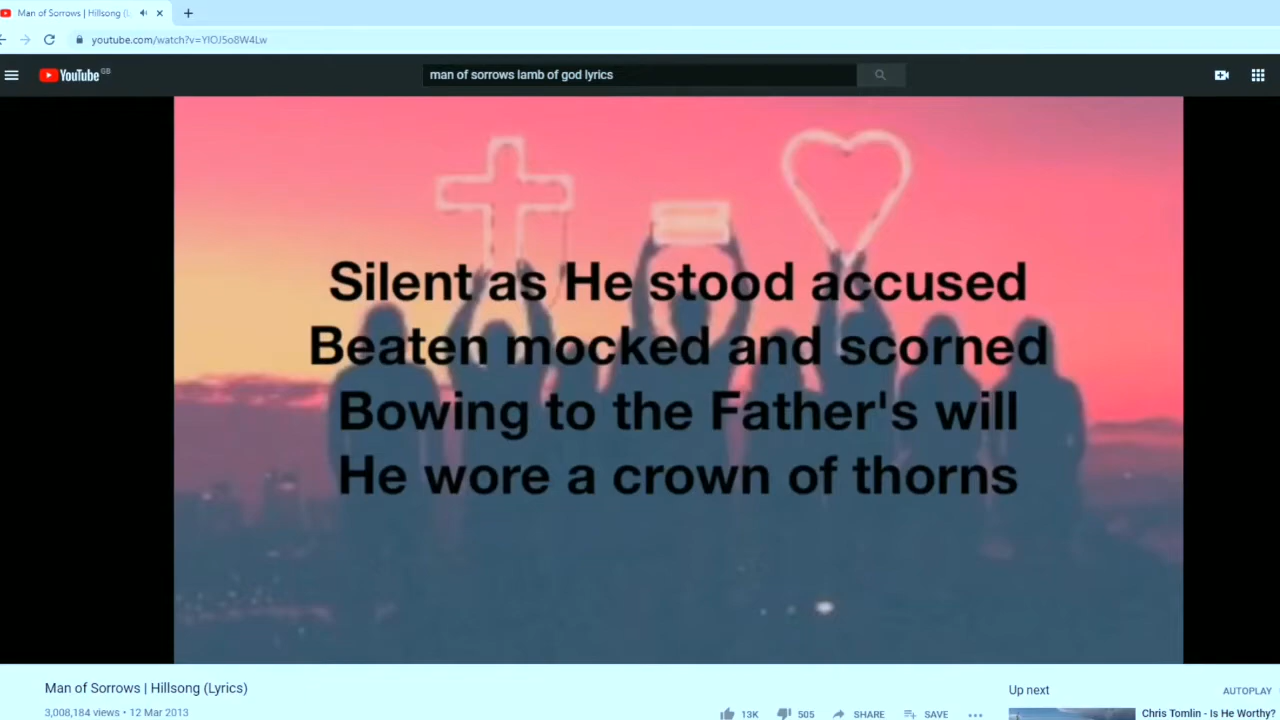 Man of Sorrows | Hillsong (L
youtube.com/watch?v=YlOJ5o8W4Lw
YouTube GB
man of sorrows lamb of god lyrics
Silent as He stood accused
Beaten mocked and scorned
Bowing to the Father's will
He wore a crown of thorns
Man of Sorrows | Hillsong (Lyrics)
3,008,184 views • 12 Mar 2013
13K
505
SHARE
SAVE
Up next
AUTOPLAY
Chris Tomlin - Is He Worthy?